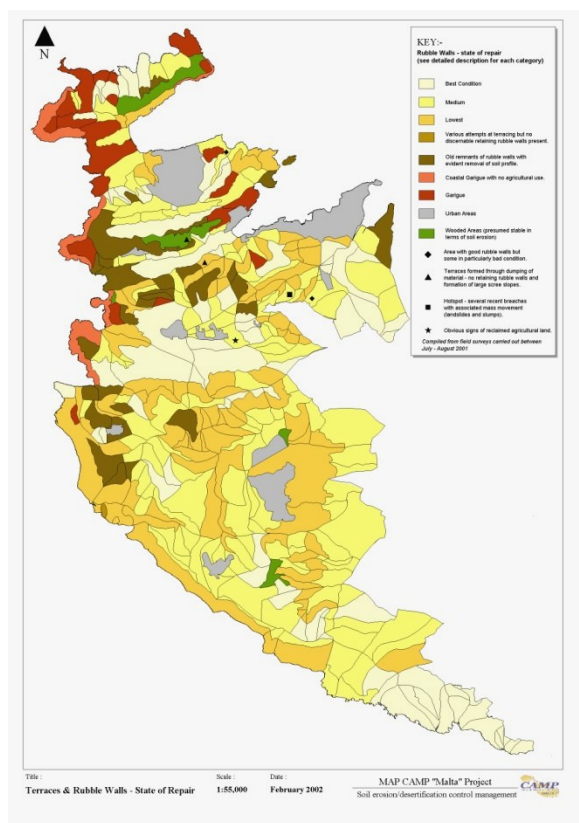 N
KEY:-
Rubble Walls - state of repair
(see detailed description for each category)
Best Condition
Medium
Lowest
Various attempts at terracing but no
discernable retaining rubble walls present.
Old remnants of rubble walls with
evident removal of soil profile.
Coastal Garigue with no agricultural use.
Garigue
Urban Areas
Wooded Areas (presumed stable in
terms of soil erosion)
Area with good rubble walls but
some in particularly bad condition.
Terraces formed through dumping of
material - no retaining rubble walls and
formation of large scree slopes.
Hotspot - several recent breaches
with associated mass movement
(landslides and slumps).
Obvious signs of reclaimed agricultural land.
Compiled from field surveys carried out between
July - August 2001
Title :
Terraces & Rubble Walls - State of Repair
Scale :
1:55,000
Date :
February 2002
MAP CAMP "Malta" Project
Soil erosion/desertification control management
CAMP